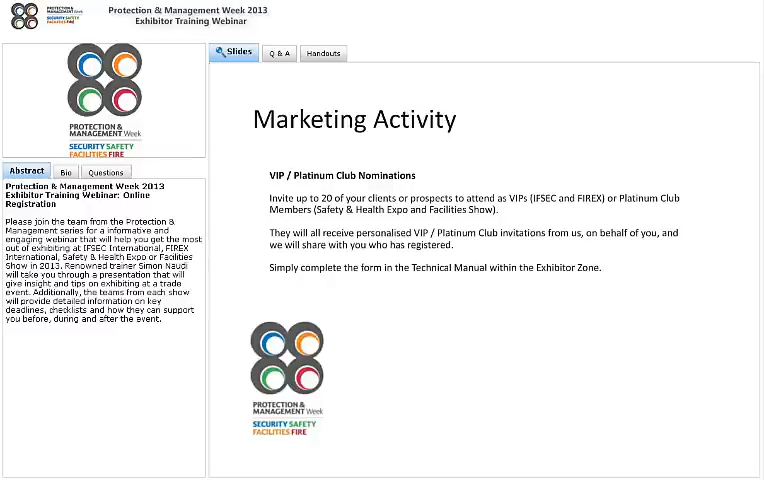 PROTECTION &
MANAGEMENT Week
SECURITY SAFETY
FACILITIES FIRE
Protection & Management Week 2013
Exhibitor Training Webinar
PROTECTION &
MANAGEMENT Week
SECURITY SAFETY
FACILITIES FIRE
Abstract Bio Questions
Protection & Management Week 2013
Exhibitor Training Webinar: Online
Registration
Please join the team from the Protection &
Management series for a informative and
engaging webinar that will help you get the most
out of exhibiting at IFSEC International, FIREX
International, Safety & Health Expo or Facilities
Show in 2013. Renowned trainer Simon Naudi
will take you through a presentation that will
give insight and tips on exhibiting at a trade
event. Additionally, the teams from each show
will provide detailed information on key
deadlines, checklists and how they can support
you before, during and after the event.
Slides Q & A Handouts
Marketing Activity
VIP / Platinum Club Nominations
Invite up to 20 of your clients or prospects to attend as VIPs (IFSEC and FIREX) or Platinum Club
Members (Safety & Health Expo and Facilities Show).
They will all receive personalised VIP / Platinum Club invitations from us, on behalf of you, and
we will share with you who has registered.
Simply complete the form in the Technical Manual within the Exhibitor Zone.
PROTECTION &
MANAGEMENT Week
SECURITY SAFETY
FACILITIES FIRE